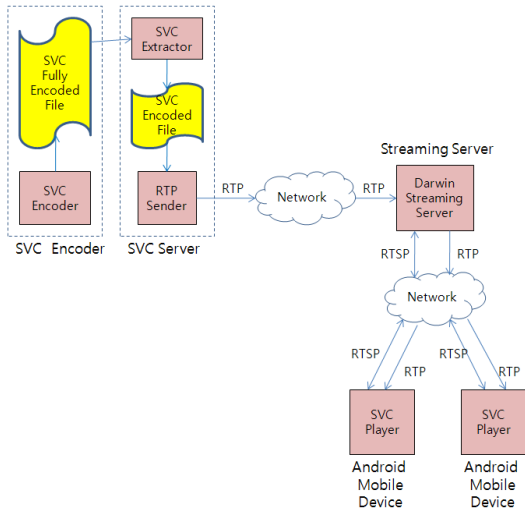 SVC
Fully
Encoded
File
SVC
Encoder
SVC Encoder
SVC
Extractor
SVC
Encoded
File
RTP
Sender
SVC Server
RTP
Network
RTP
Streaming Server
Darwin
Streaming
Server
RTSP
RTP
Network
RTSP
RTP
RTSP
RTP
SVC
Player
Android
Mobile
Device
SVC
Player
Android
Mobile
Device